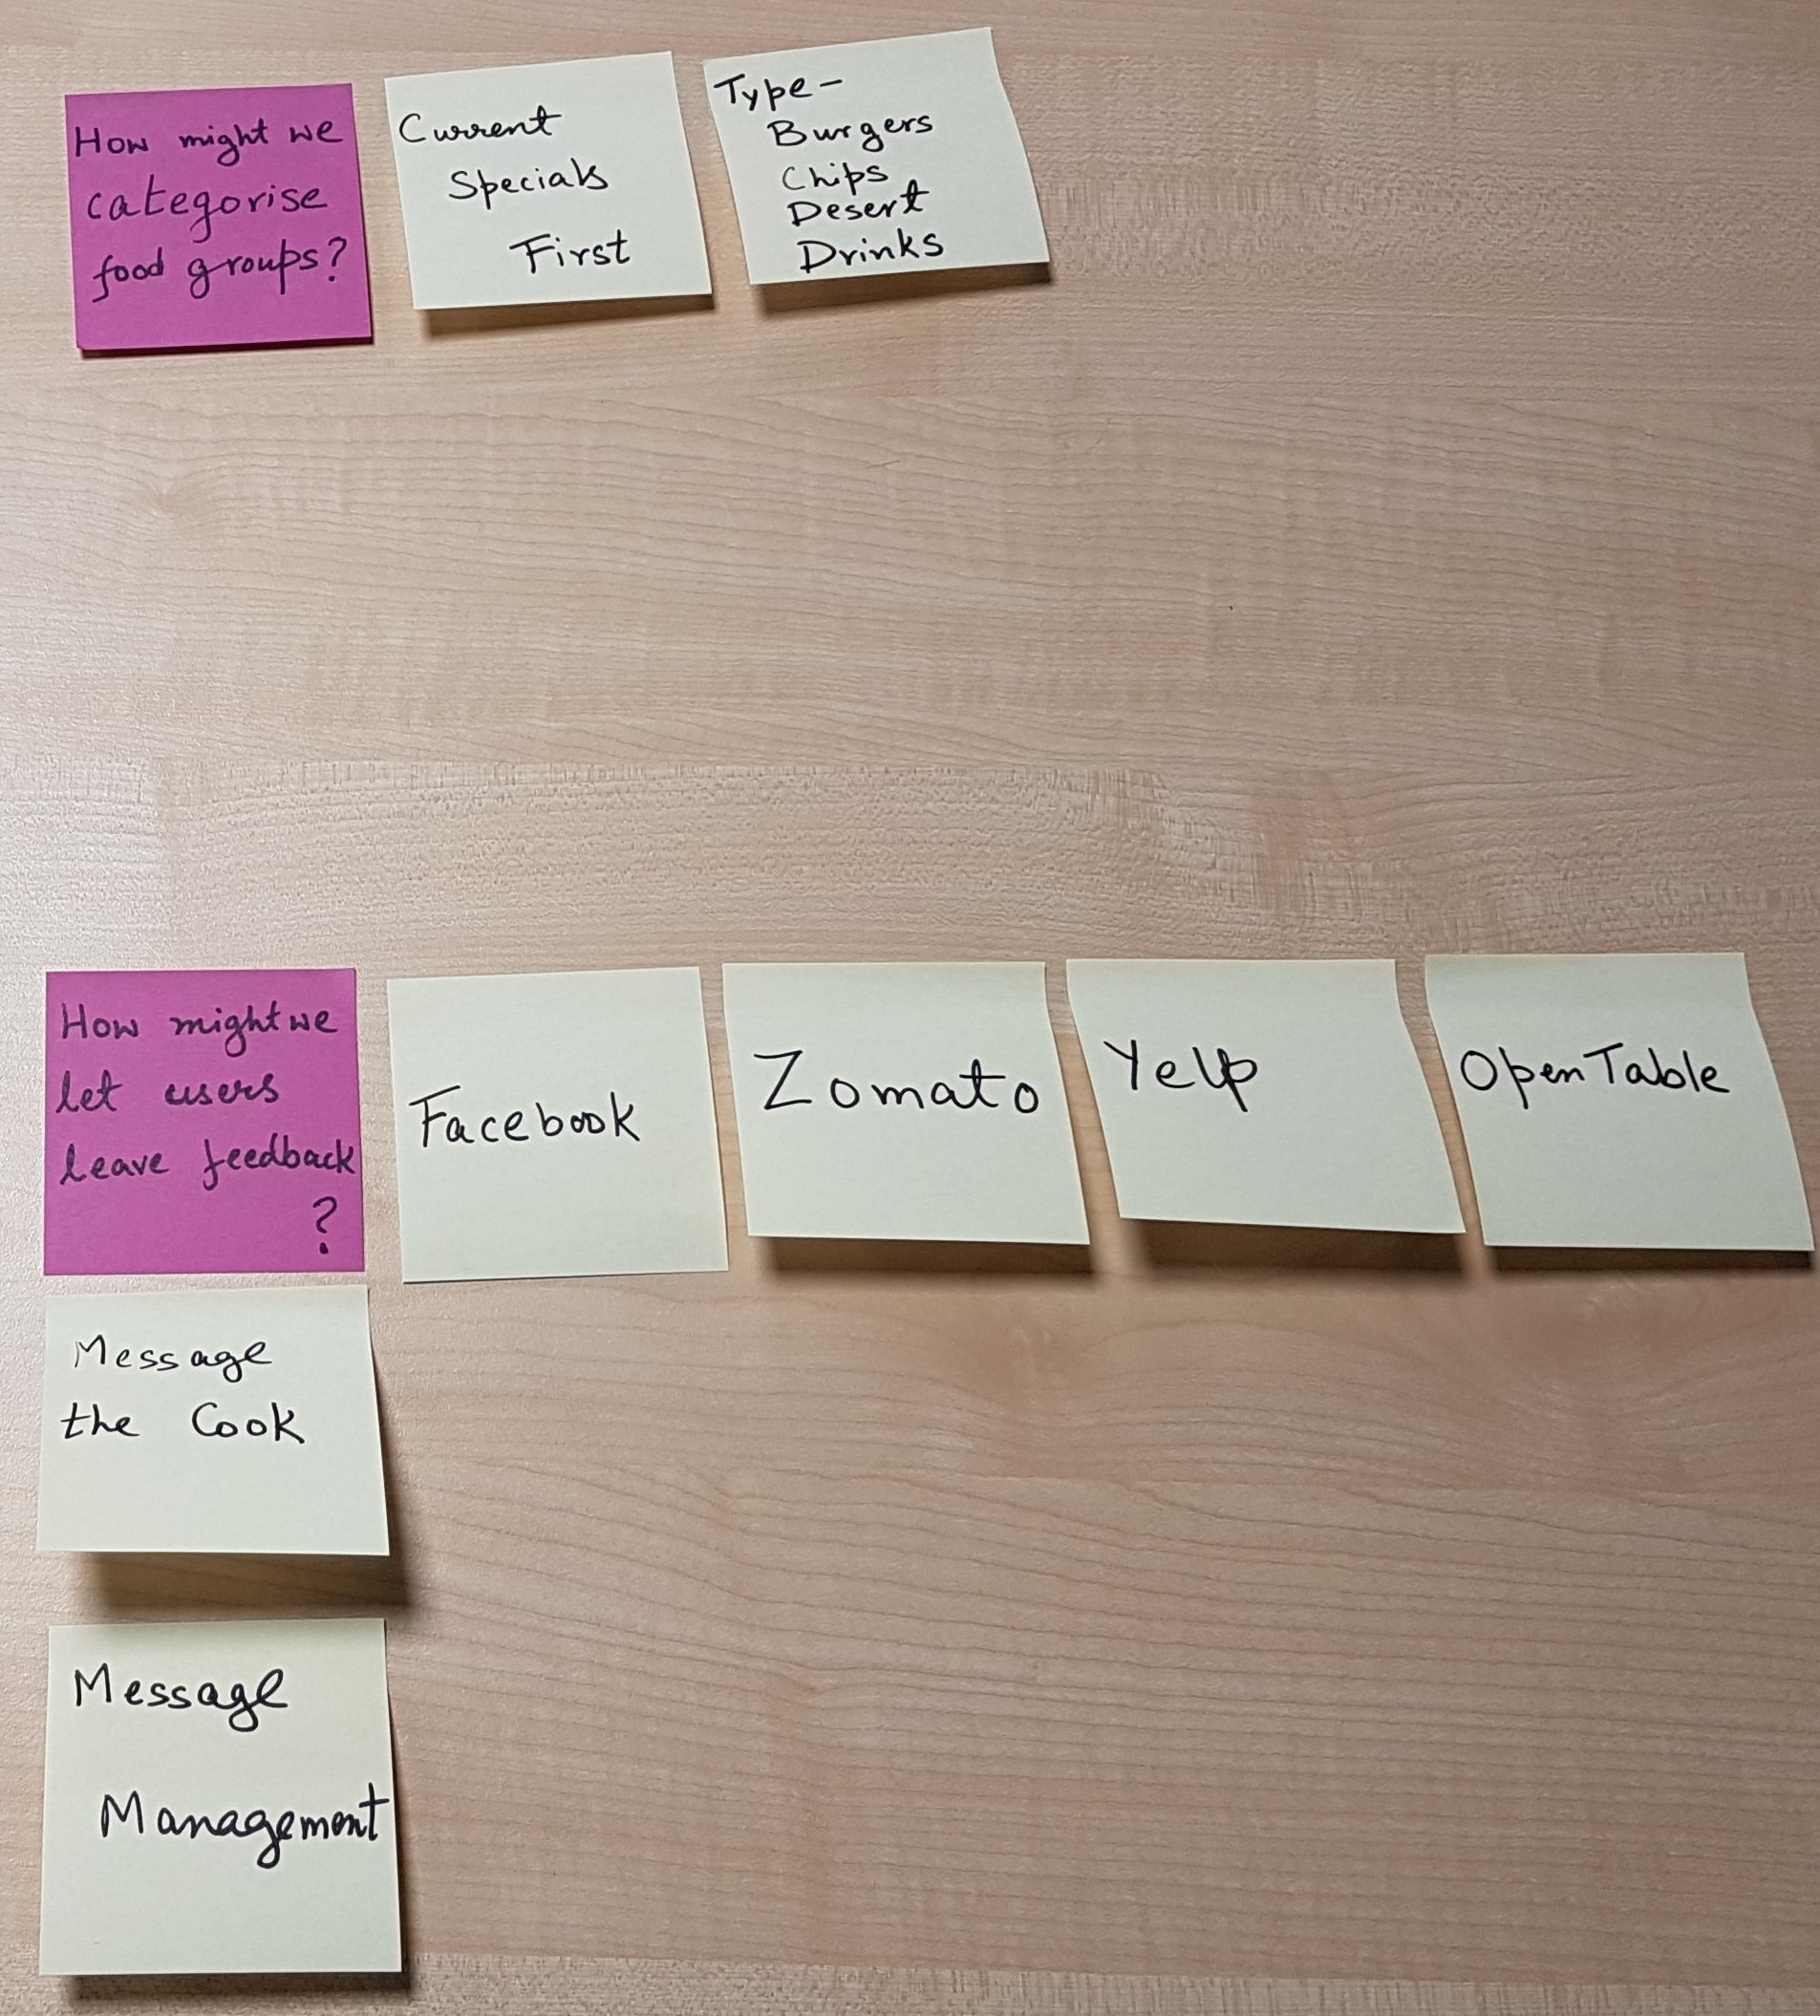 How might we
categorise
food groups?
Current
Specials
First
Type-
Burgers
Chips
Desert
Drinks
How might we
let users
leave feedback
?
Facebook
Zomato
Yelp
OpenTable
Message
the Cook
Message
Management